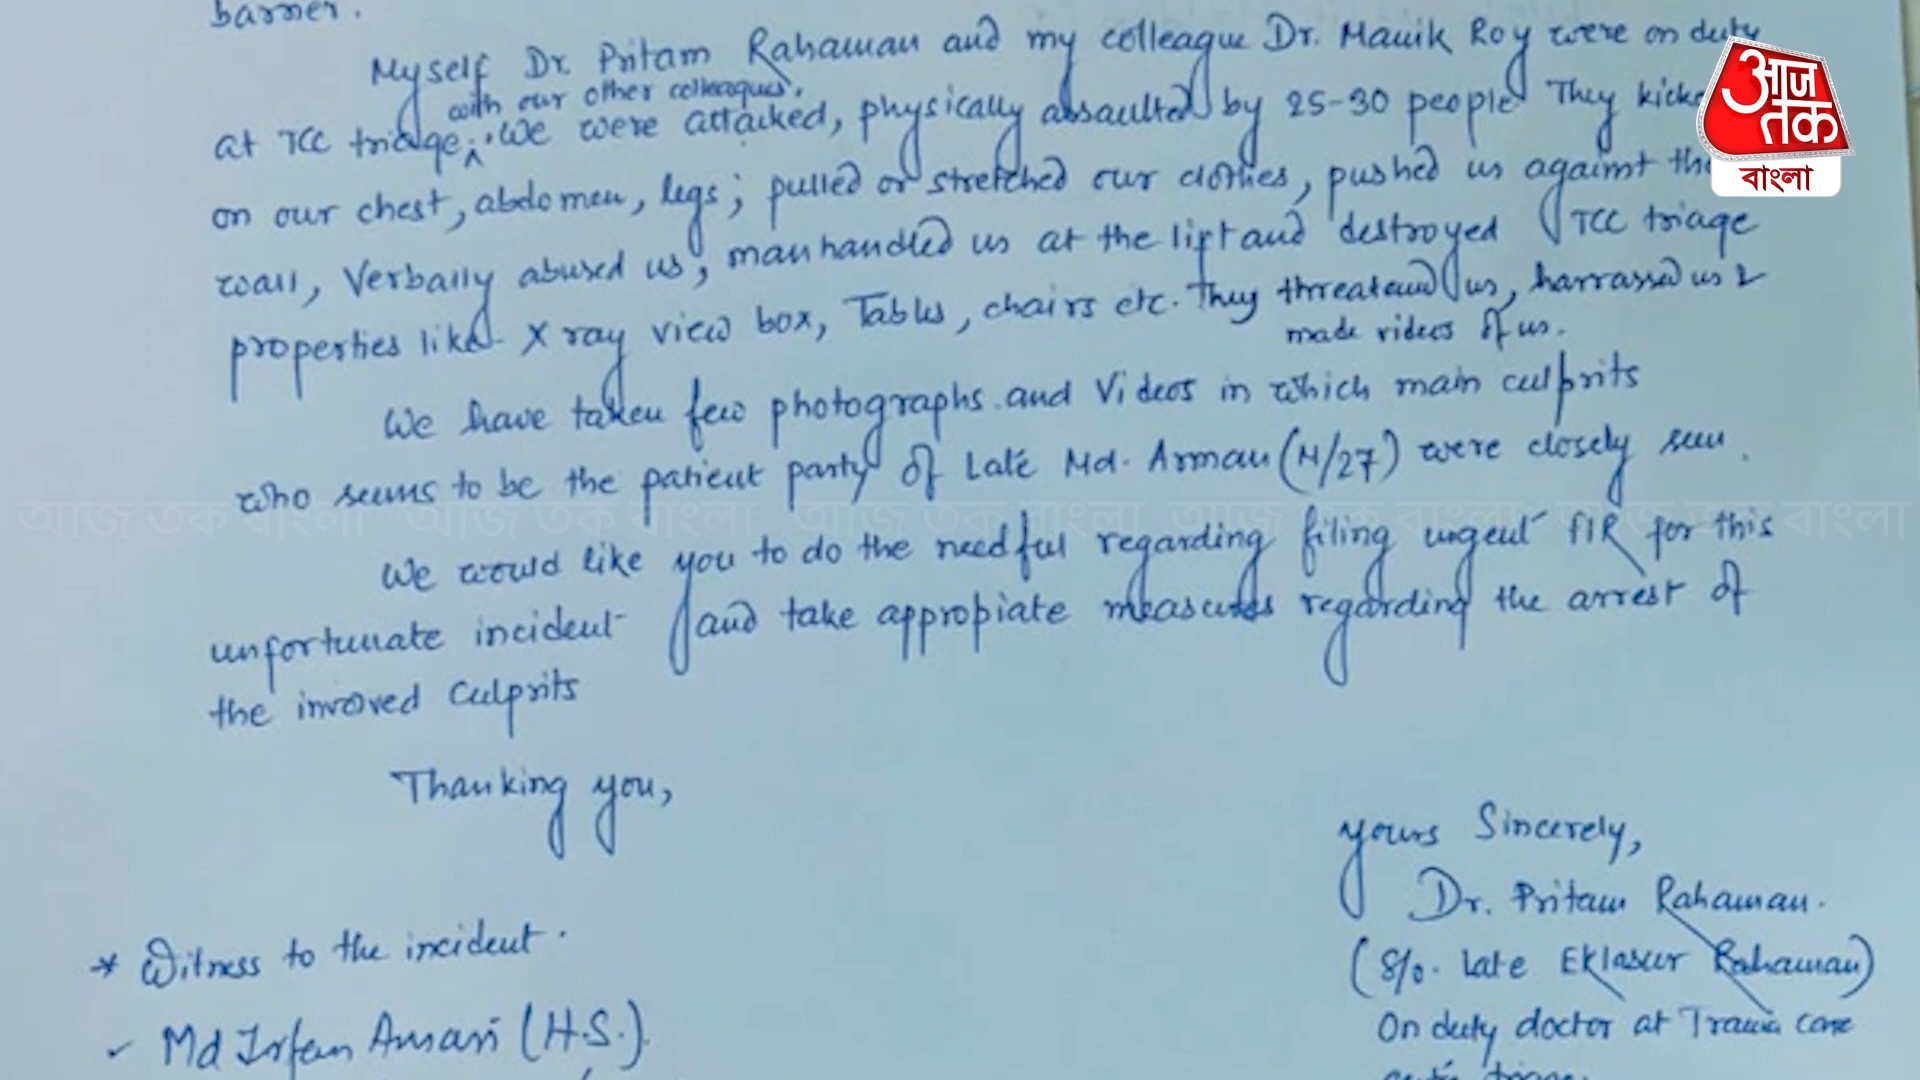 barrier.
Myself Dr. Pritam Rahaman and my colleague Dr. Manik Roy were on duty
with our other colleagues.
at TCC triage. We were attacked, physically assaulted by 25-30 people They kicke
on our chest, abdomen, legs; pulled or stretched our clothes, pushed us against the
wall, Verbally abused us, manhandled us at the lift and destroyed TCC triage
properties like X ray view box, Tables, chairs etc. They threatened us, harrassed us &
made videos of us.
We have taken few photographs and Videos in which main culprits
who seems to be the patient party of Late Md. Arman (M/27) were closely seen.
We would like you to do the needful regarding filing urgent FIR for this
unfortunate incident and take appropiate measures regarding the arrest of
the invoved culprits
Thanking you,
yours Sincerely,
Dr. Pritam Rahaman.
(S/o. Late Eklasur Rahaman)
On duty doctor at Trauma care
* Witness to the incident.
✓ Md Irfan Ansari (H.S.)
आज तक
বাংলা
আজ তক বাংলা আজ তক বাংলা আজ তক বাংলা আজ তক বাংলা আজ তক বাংলা